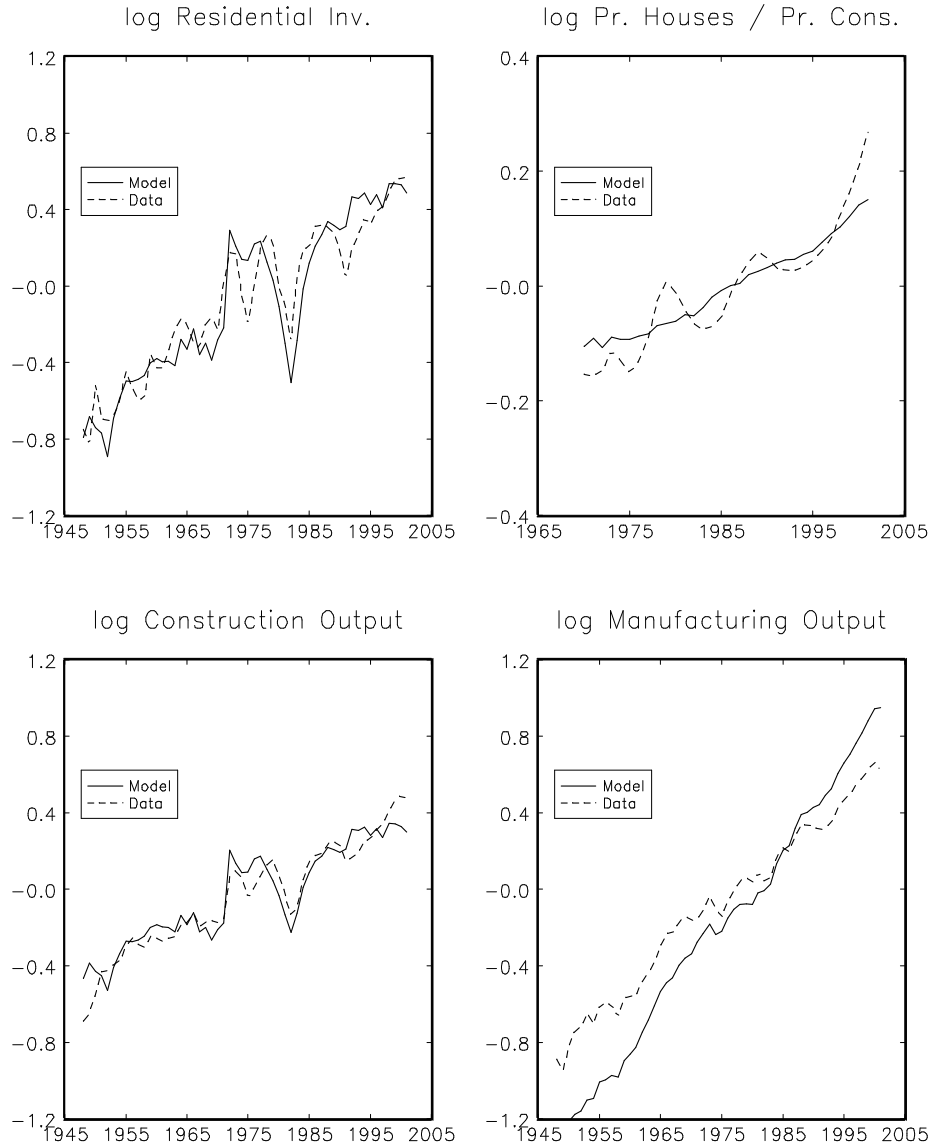 log Residential Inv.
1.2
0.8
0.4
−0.0
−0.4
−0.8
−1.2
Model
Data
1945 1955 1965 1975 1985 1995 2005
log Pr. Houses / Pr. Cons.
0.4
0.2
−0.0
−0.2
−0.4
Model
Data
1965 1975 1985 1995 2005
log Construction Output
1.2
0.8
0.4
−0.0
−0.4
−0.8
−1.2
Model
Data
1945 1955 1965 1975 1985 1995 2005
log Manufacturing Output
1.2
0.8
0.4
−0.0
−0.4
−0.8
−1.2
Model
Data
1945 1955 1965 1975 1985 1995 2005